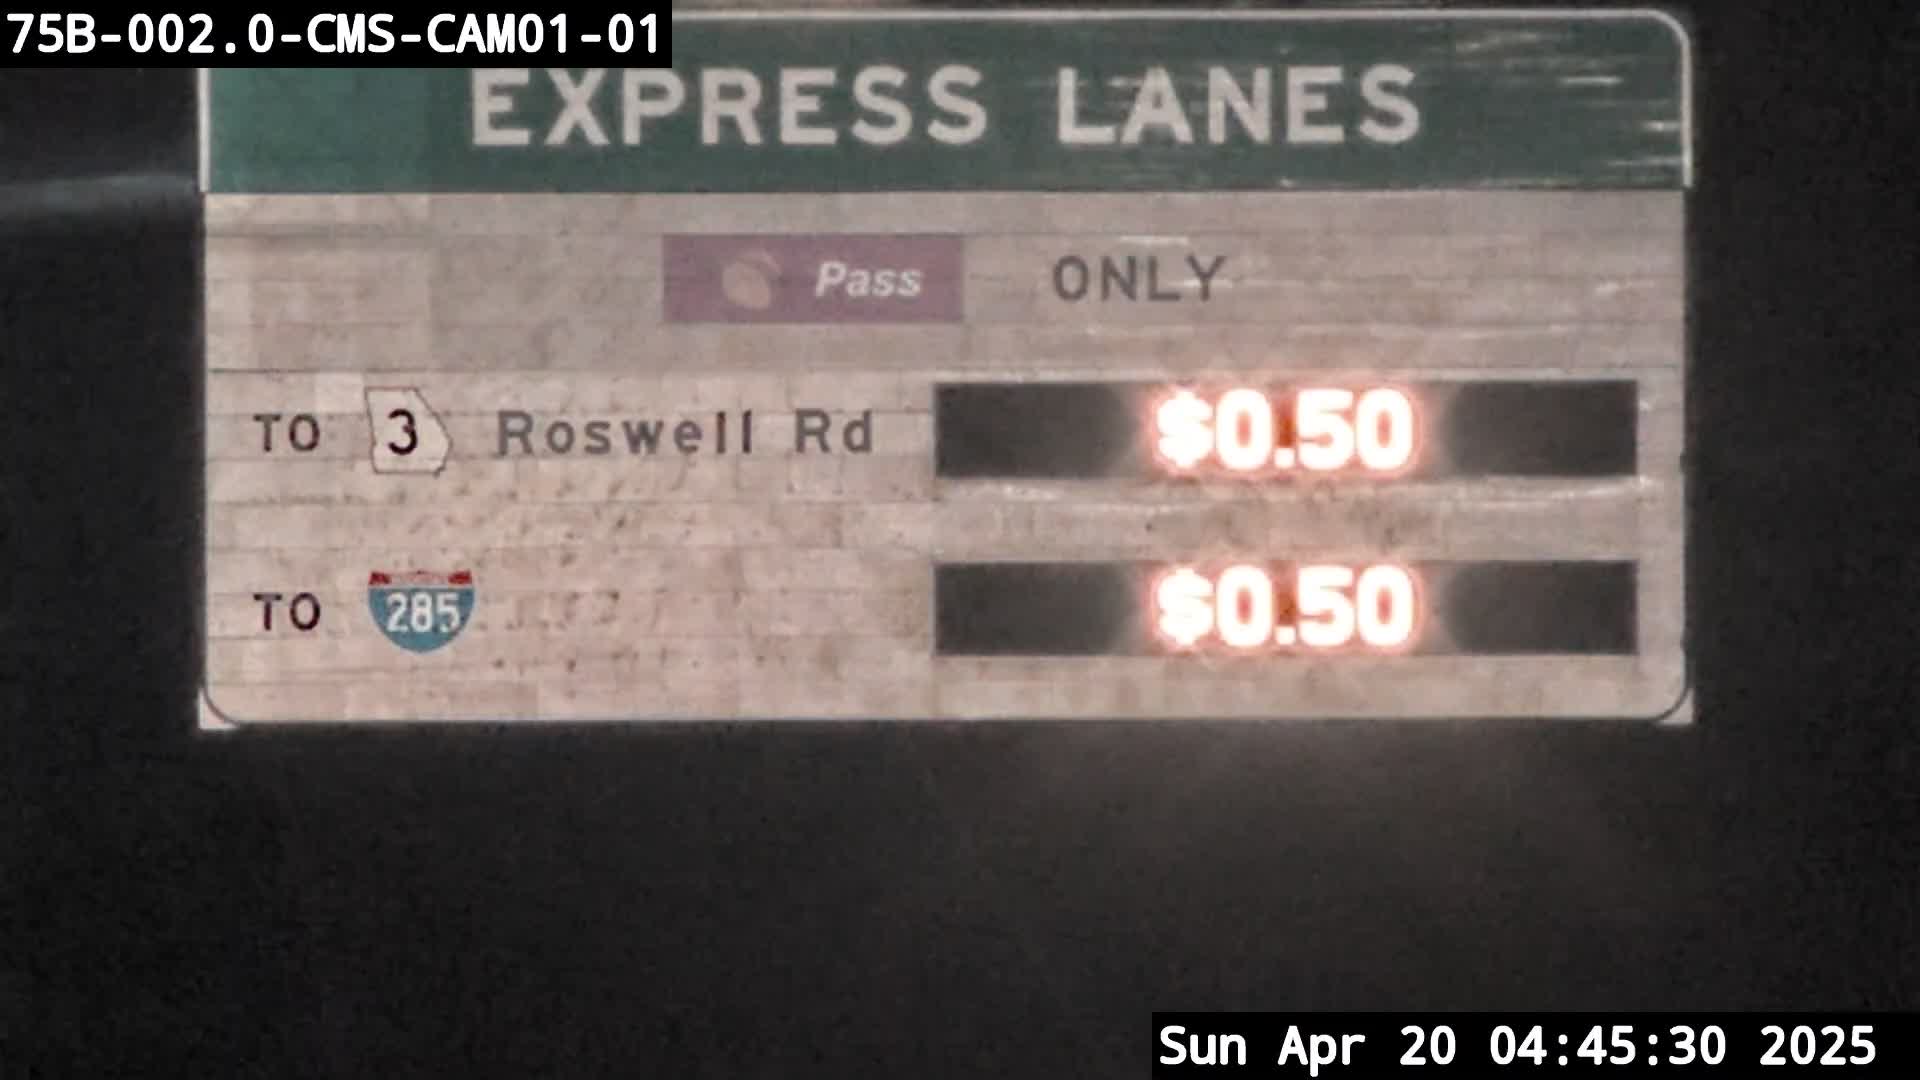 75B-002.0-CMS-CAM01-01
EXPRESS LANES
Pass ONLY
TO 3 Roswell Rd $0.50
TO 285 $0.50
Sun Apr 20 04:45:30 2025